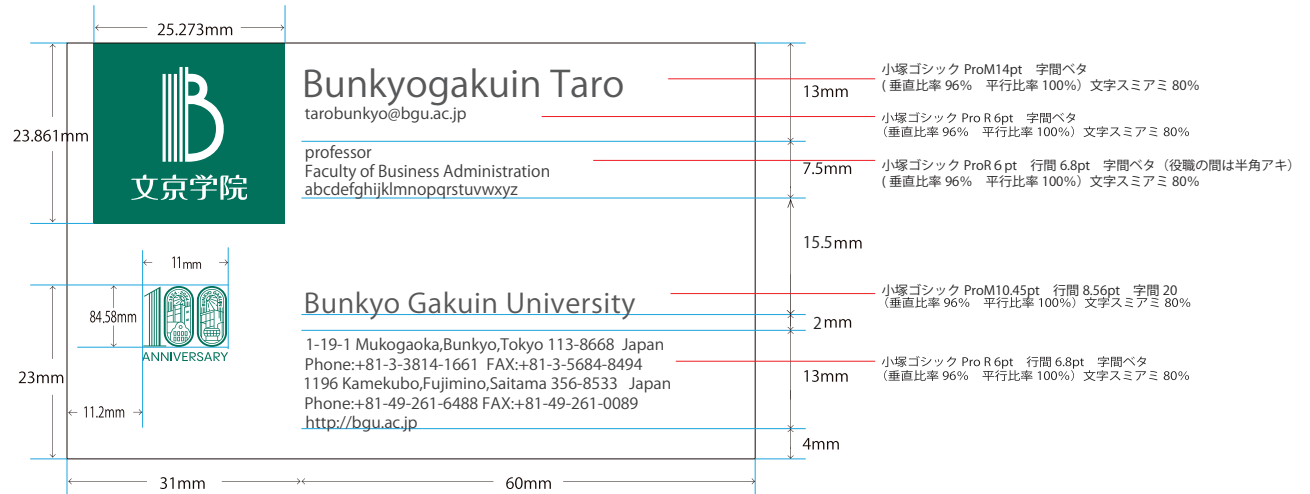 25.273mm
23.861mm
文京学院
Bunkyogakuin Taro
tarobunkyo@bgu.ac.jp
professor
Faculty of Business Administration
abcdefghijklmnopqrstuvwxyz
13mm
7.5mm
15.5mm
2mm
13mm
4mm
小塚ゴシック ProM14pt　字間ベタ
( 垂直比率 96%　平行比率 100%）文字スミアミ 80%
小塚ゴシック Pro R 6pt　字間ベタ
（垂直比率 96%　平行比率 100%）文字スミアミ 80%
小塚ゴシック ProR 6 pt　行間 6.8pt　字間ベタ（役職の間は半角アキ）
( 垂直比率 96%　平行比率 100%）文字スミアミ 80%
11mm
84.58mm
100
ANNIVERSARY
23mm
11.2mm
Bunkyo Gakuin University
小塚ゴシック ProM10.45pt　行間 8.56pt　字間 20
（垂直比率 96%　平行比率 100%）文字スミアミ 80%
1-19-1 Mukogaoka,Bunkyo,Tokyo 113-8668  Japan
Phone:+81-3-3814-1661  FAX:+81-3-5684-8494
1196 Kamekubo,Fujimino,Saitama 356-8533   Japan
Phone:+81-49-261-6488 FAX:+81-49-261-0089
http://bgu.ac.jp
小塚ゴシック Pro R 6pt　行間 6.8pt　字間ベタ
（垂直比率 96%　平行比率 100%）文字スミアミ 80%
31mm
60mm